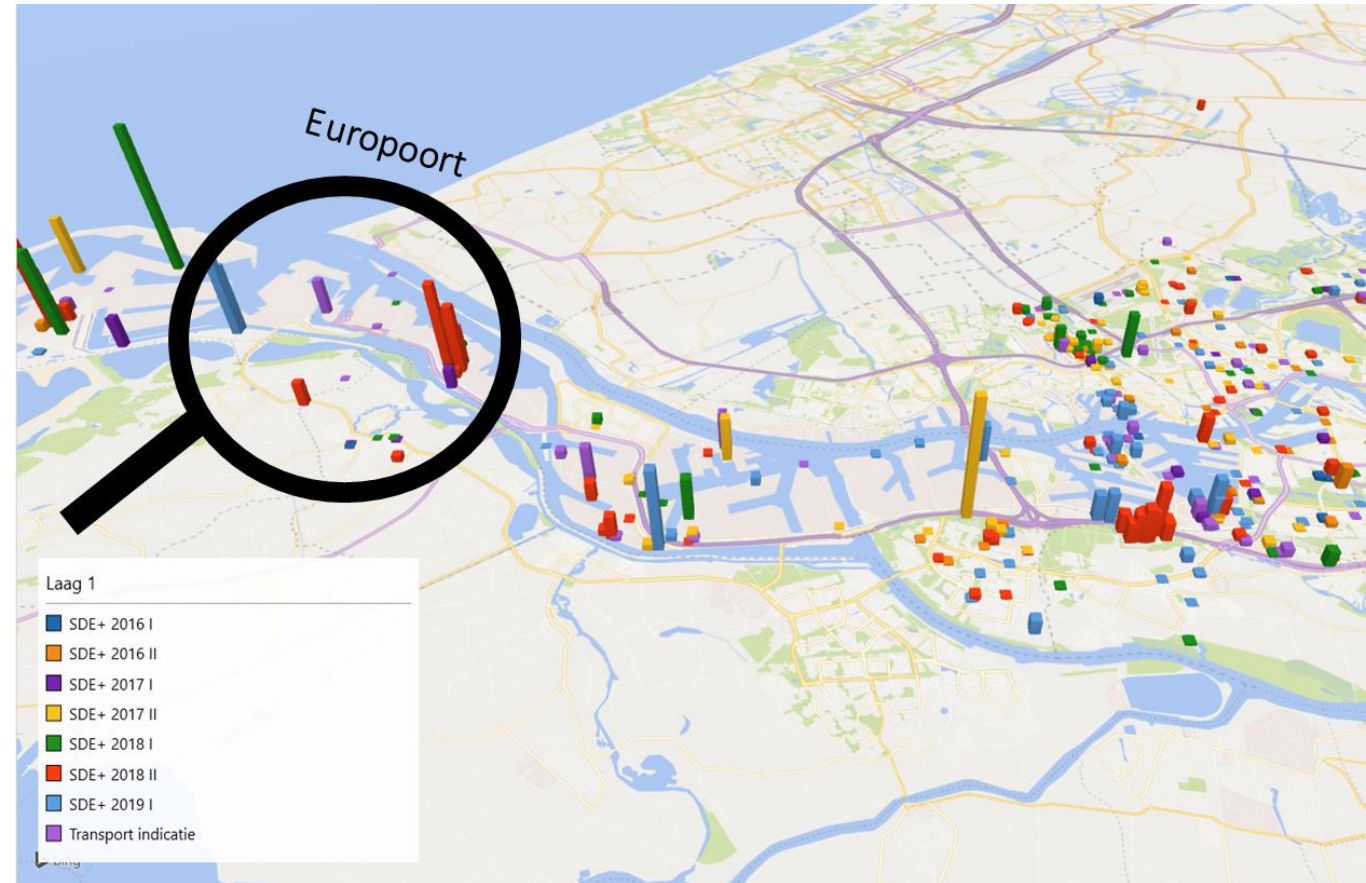 Europoort
Laag 1
SDE+ 2016 I
SDE+ 2016 II
SDE+ 2017 I
SDE+ 2017 II
SDE+ 2018 I
SDE+ 2018 II
SDE+ 2019 I
Transport indicatie
bing